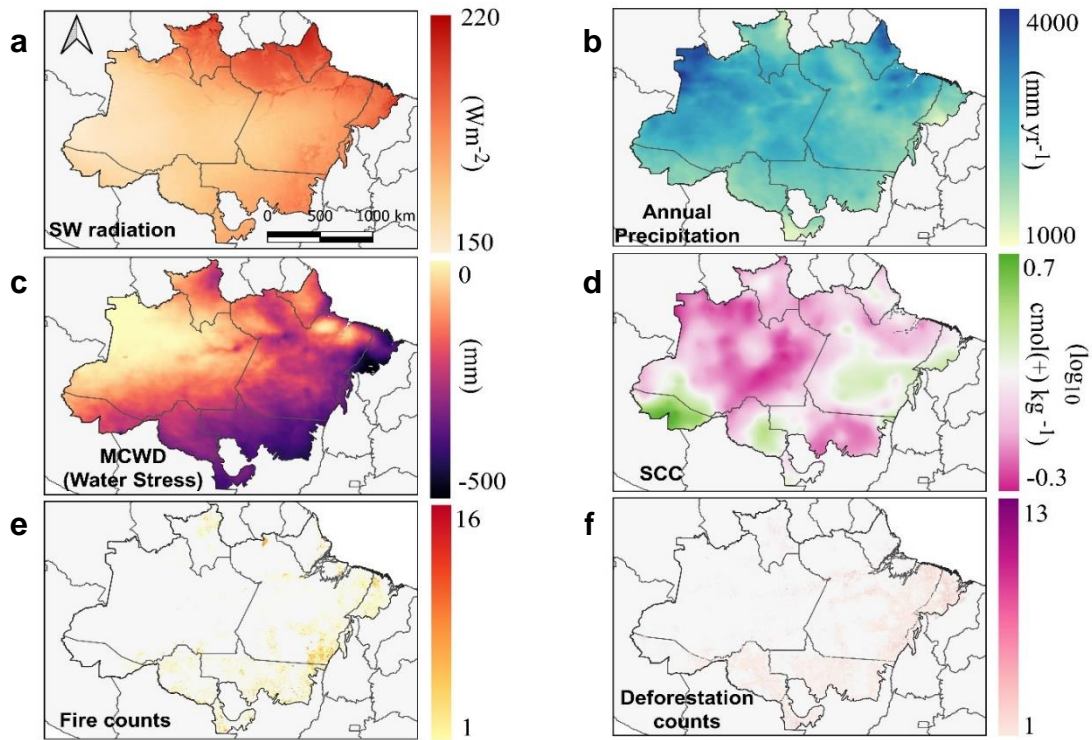 a
220
(Wm⁻²)
150
0 500 1000 km
SW radiation
b
4000
(mm yr⁻¹)
1000
Annual
Precipitation
c
0
(mm)
-500
MCWD
(Water Stress)
d
0.7
(log₁₀
cmol(+) kg⁻¹)
-0.3
SCC
e
16
1
Fire counts
f
13
1
Deforestation
counts